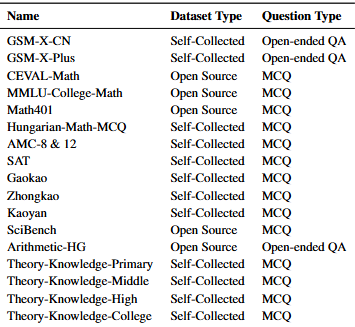 Name Dataset Type Question Type
GSM-X-CN Self-Collected Open-ended QA
GSM-X-Plus Self-Collected Open-ended QA
CEVAL-Math Open Source MCQ
MMLU-College-Math Open Source MCQ
Math401 Open Source MCQ
Hungarian-Math-MCQ Self-Collected MCQ
AMC-8 & 12 Self-Collected MCQ
SAT Self-Collected MCQ
Gaokao Self-Collected MCQ
Zhongkao Self-Collected MCQ
Kaoyan Self-Collected MCQ
SciBench Open Source MCQ
Arithmetic-HG Open Source Open-ended QA
Theory-Knowledge-Primary Self-Collected MCQ
Theory-Knowledge-Middle Self-Collected MCQ
Theory-Knowledge-High Self-Collected MCQ
Theory-Knowledge-College Self-Collected MCQ